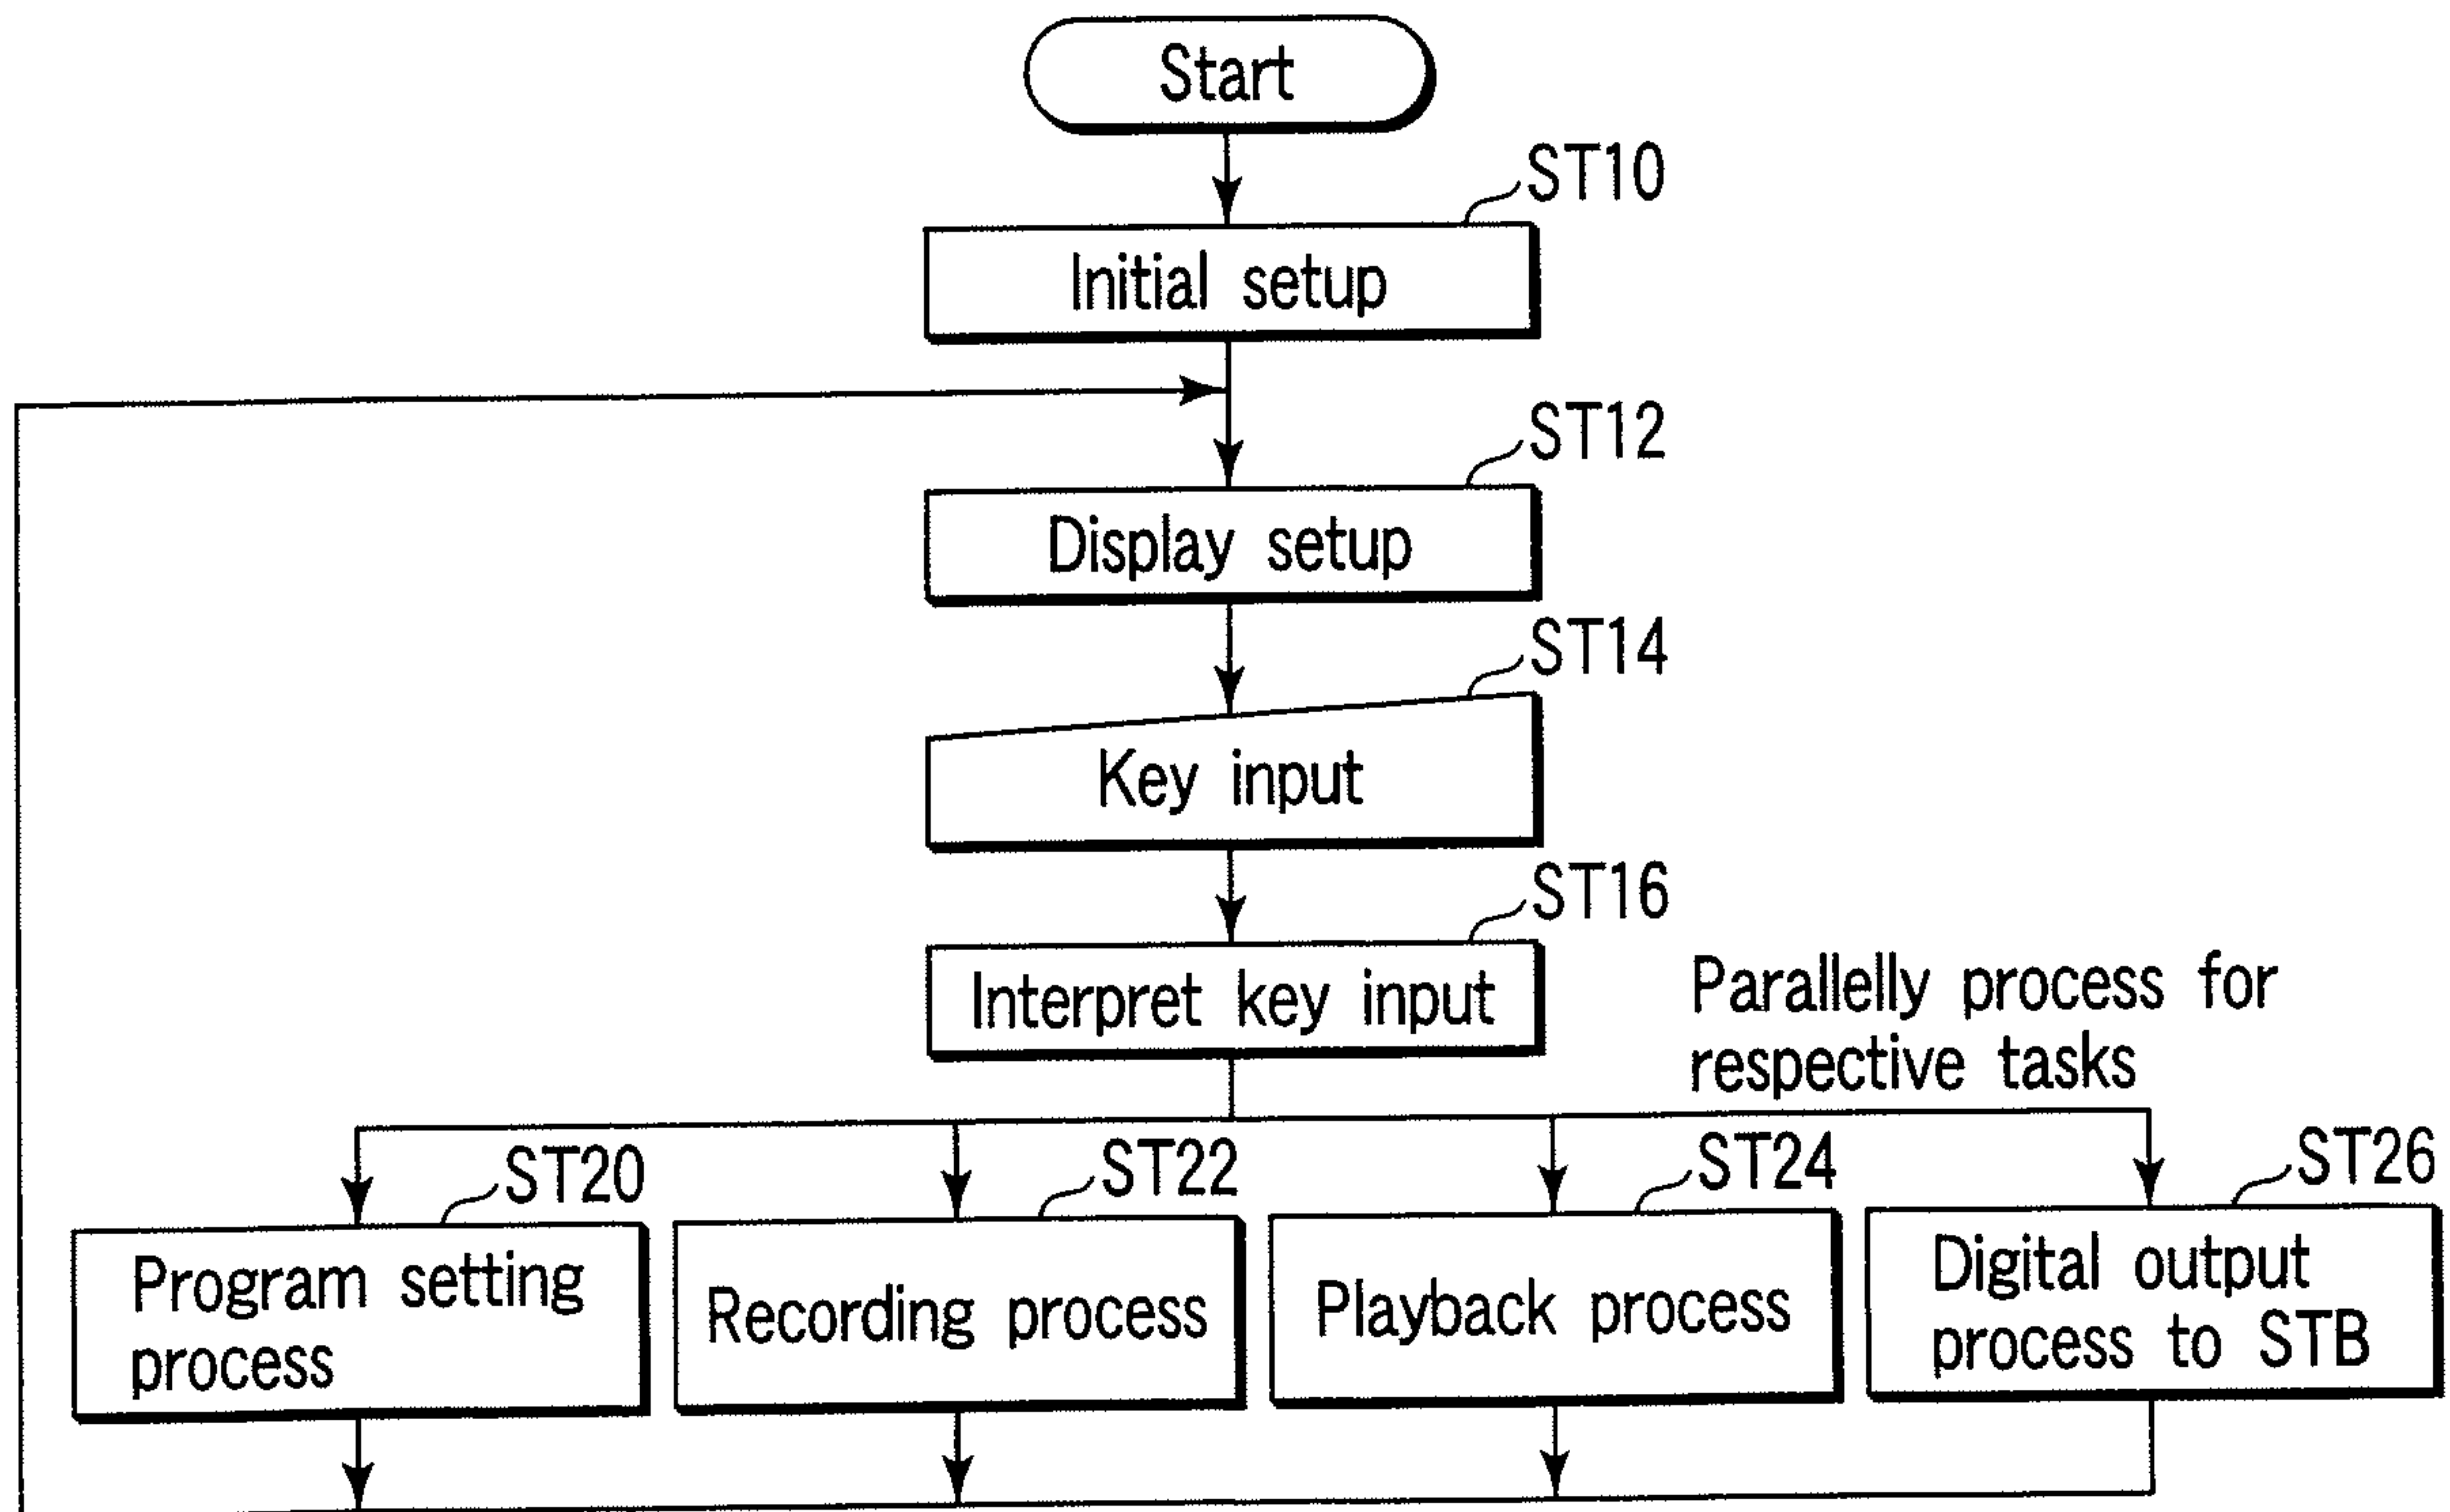 Start
ST10
Initial setup
ST12
Display setup
ST14
Key input
ST16
Interpret key input
Parallelly process for
respective tasks
ST20
Program setting
process
ST22
Recording process
ST24
Playback process
ST26
Digital output
process to STB